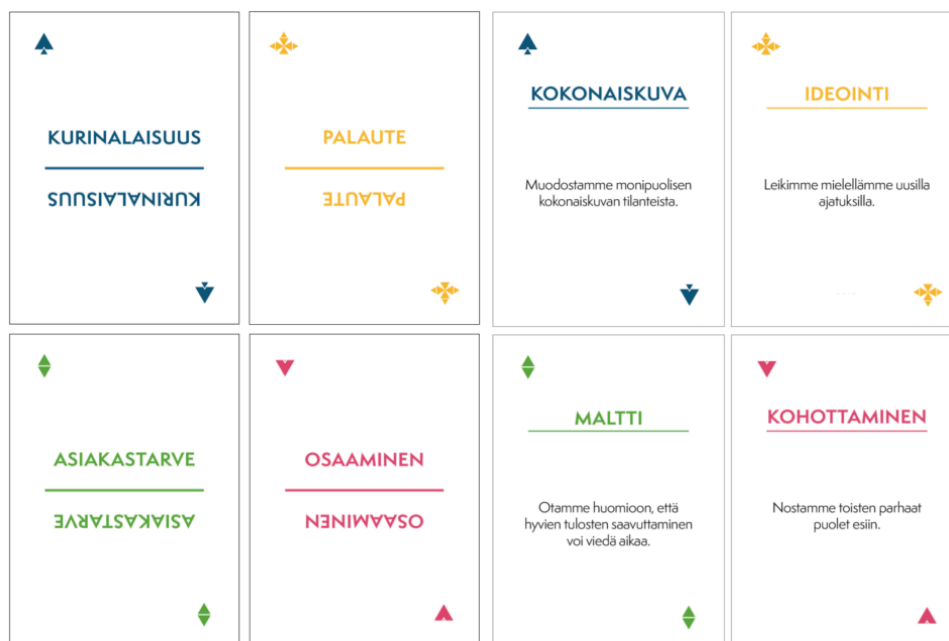 KURINALAISUUS
KURINALAISUUS
PALAUTE
PALAUTE
KOKONAISKUVA
Muodostamme monipuolisen
kokonaiskuvan tilanteista.
IDEOINTI
Leikimme mielellämme uusilla
ajatuksilla.
ASIAKASTARVE
ASIAKASTARVE
OSAAMINEN
OSAAMINEN
MALTTI
Otamme huomioon, että
hyvien tulosten saavuttaminen
voi viedä aikaa.
KOHOTTAMINEN
Nostamme toisten parhaat
puolet esiin.